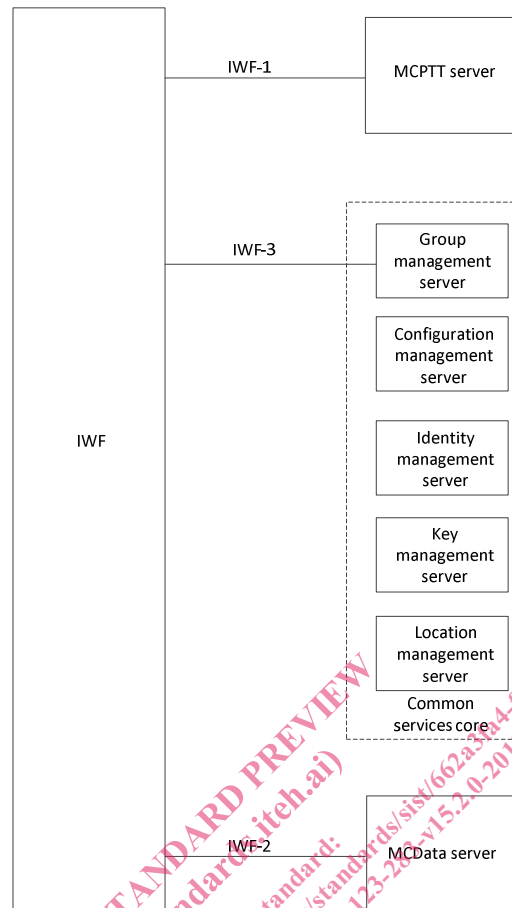 IWF-1
MCPTT server
IWF-3
Group
management
server
Configuration
management
server
IWF
Identity
management
server
Key
management
server
Location
management
server
Common
services core
IWF-2
MCData server
STANDARD PREVIEW
(standards.iteh.ai)